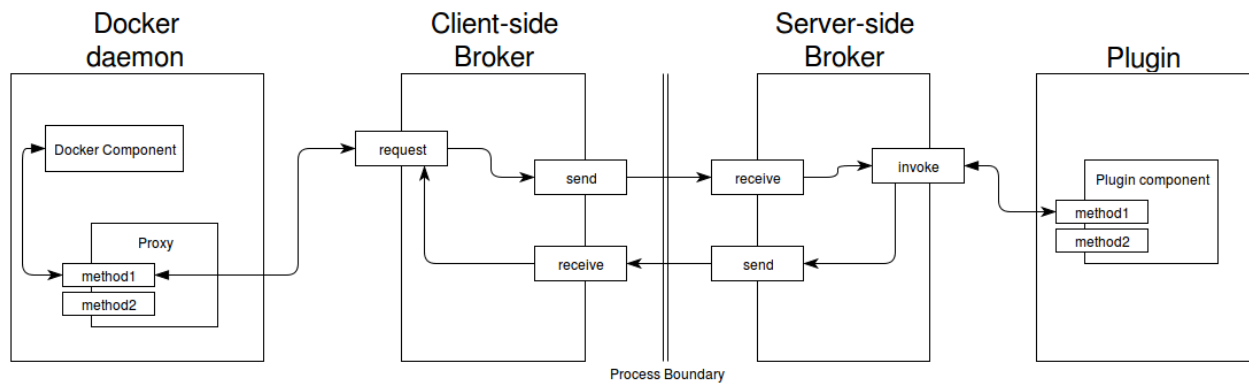 Docker
daemon
Client-side
Broker
Server-side
Broker
Plugin
Docker Component
Proxy
method1
method2
request
send
receive
receive
send
invoke
Plugin component
method1
method2
Process Boundary